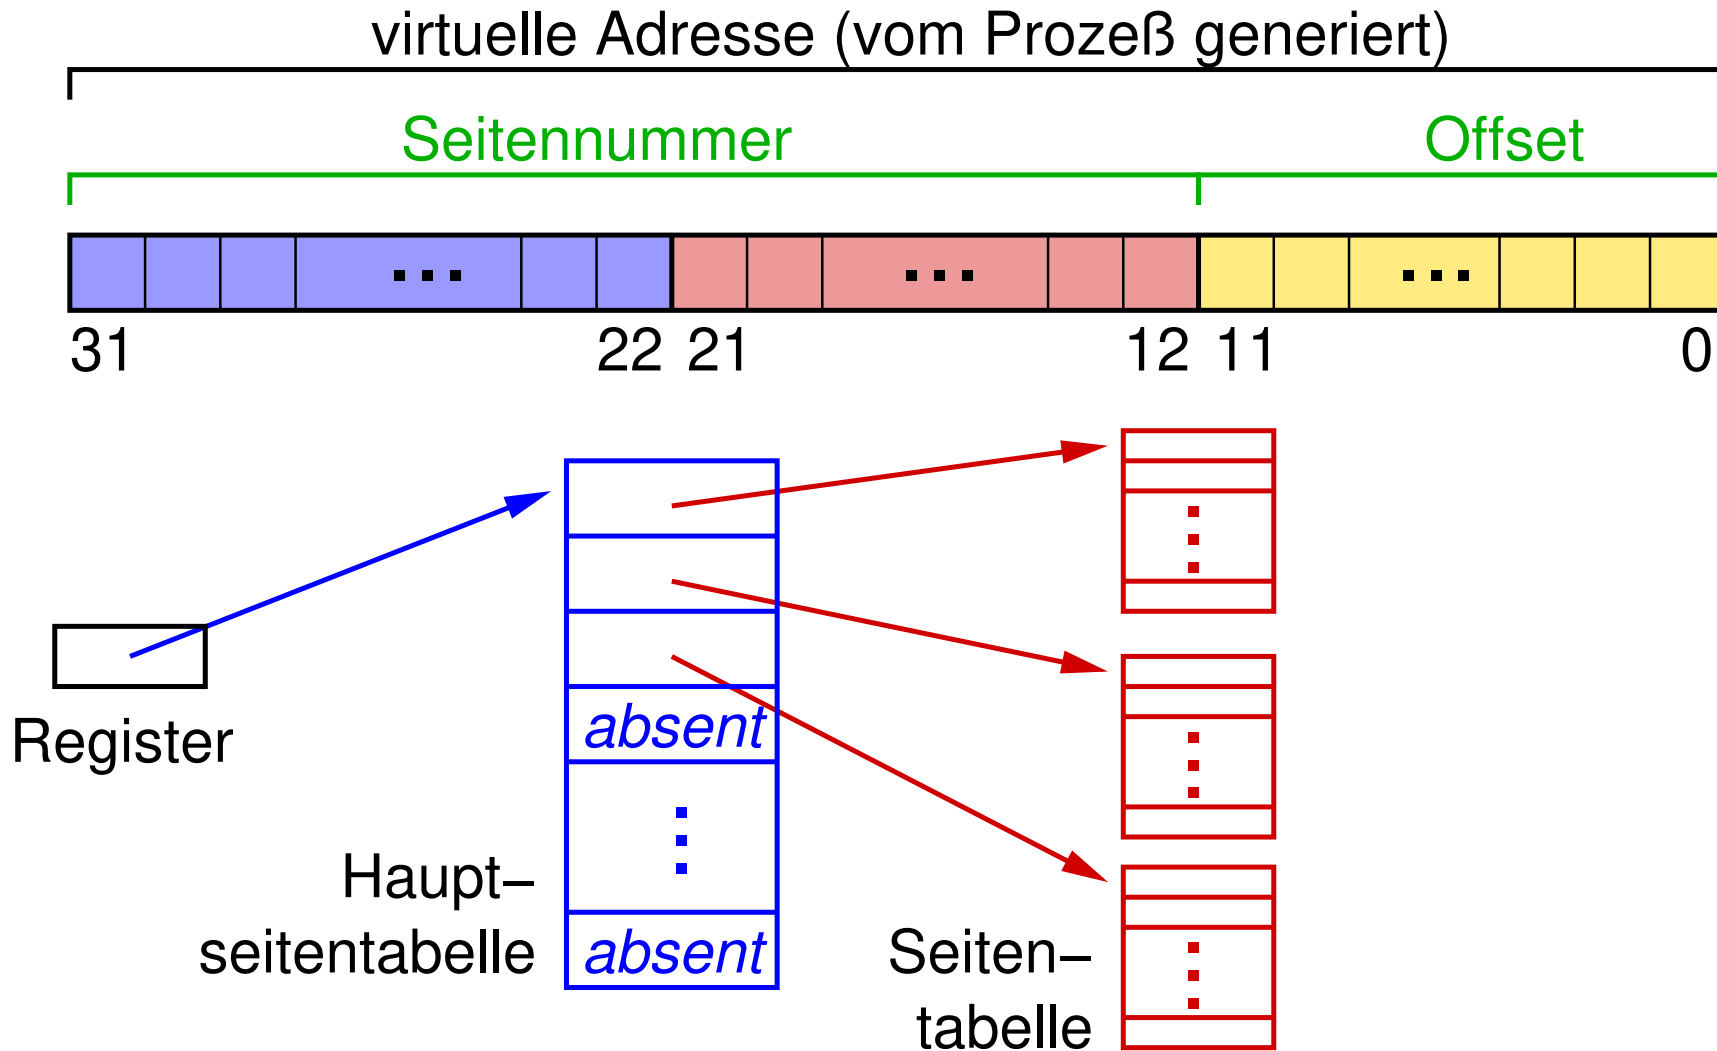 virtuelle Adresse (vom Prozeß generiert)
Seitennummer Offset
31 22 21 12 11 0
absent
Register
Haupt–
seitentabelle
absent
Seiten–
tabelle